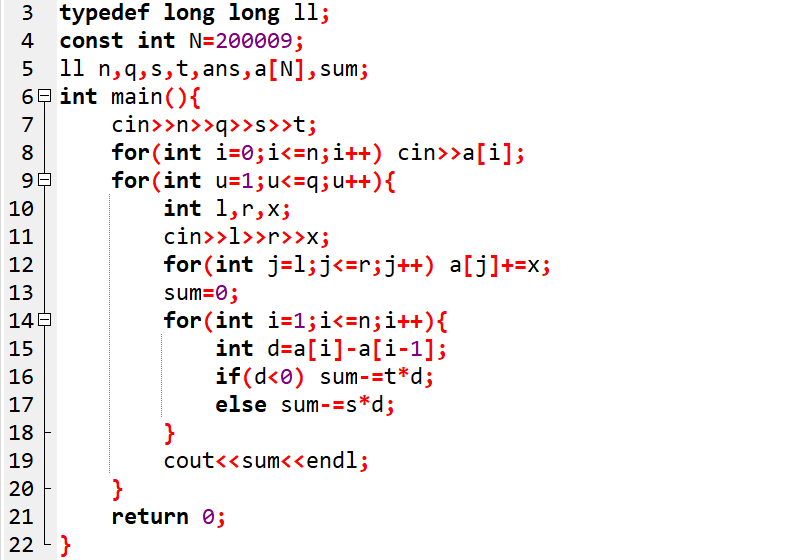 3 typedef long long ll;
4 const int N=200009;
5 ll n,q,s,t,ans,a[N],sum;
6 int main(){
7 cin>>n>>q>>s>>t;
8 for(int i=0;i<=n;i++) cin>>a[i];
9 for(int u=1;u<=q;u++){
10 int l,r,x;
11 cin>>l>>r>>x;
12 for(int j=l;j<=r;j++) a[j]+=x;
13 sum=0;
14 for(int i=1;i<=n;i++){
15 int d=a[i]-a[i-1];
16 if(d<0) sum-=t*d;
17 else sum-=s*d;
18 }
19 cout<<sum<<endl;
20 }
21 return 0;
22 }